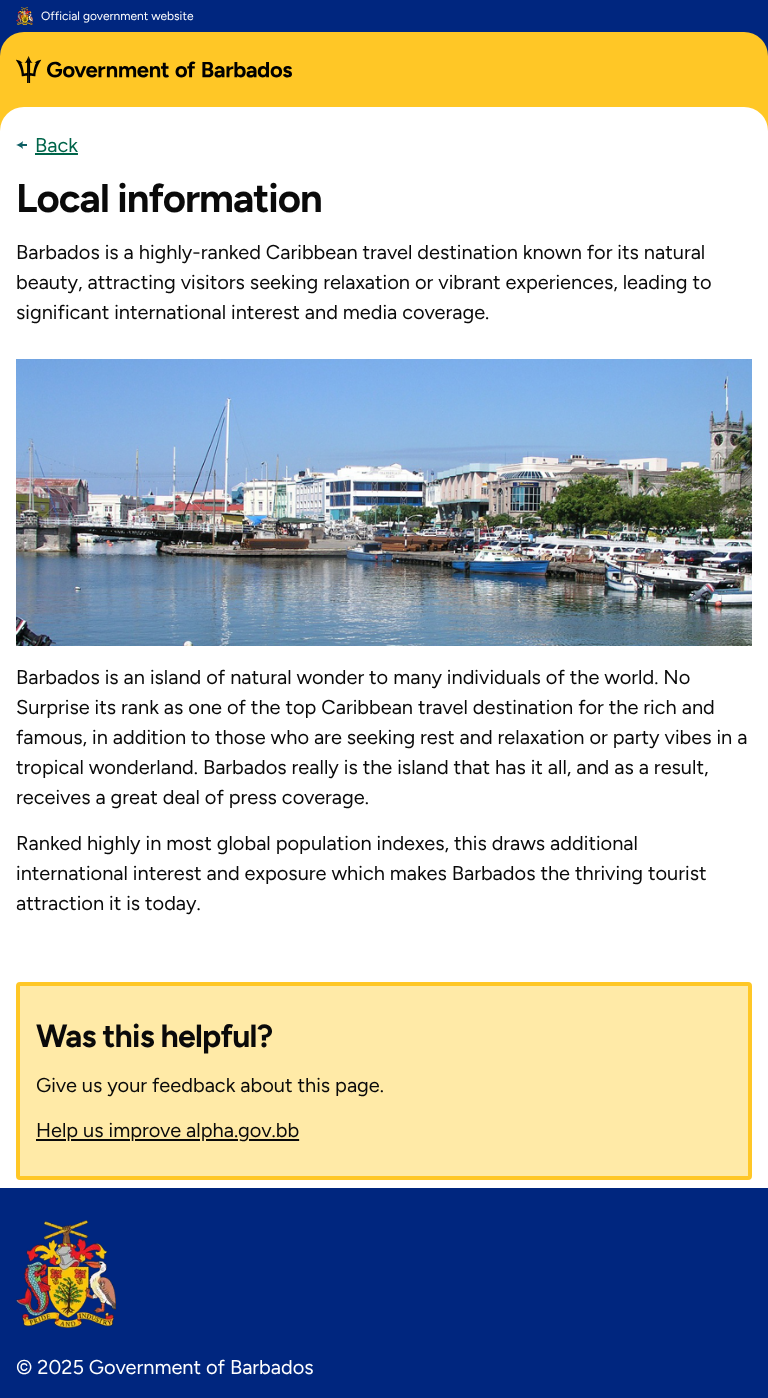 Official government website
Government of Barbados
Back
Local information
Barbados is a highly-ranked Caribbean travel destination known for its natural
beauty, attracting visitors seeking relaxation or vibrant experiences, leading to
significant international interest and media coverage.
Barbados is an island of natural wonder to many individuals of the world. No
Surprise its rank as one of the top Caribbean travel destination for the rich and
famous, in addition to those who are seeking rest and relaxation or party vibes in a
tropical wonderland. Barbados really is the island that has it all, and as a result,
receives a great deal of press coverage.
Ranked highly in most global population indexes, this draws additional
international interest and exposure which makes Barbados the thriving tourist
attraction it is today.
Was this helpful?
Give us your feedback about this page.
Help us improve alpha.gov.bb
PRIDE AND INDUSTRY
© 2025 Government of Barbados